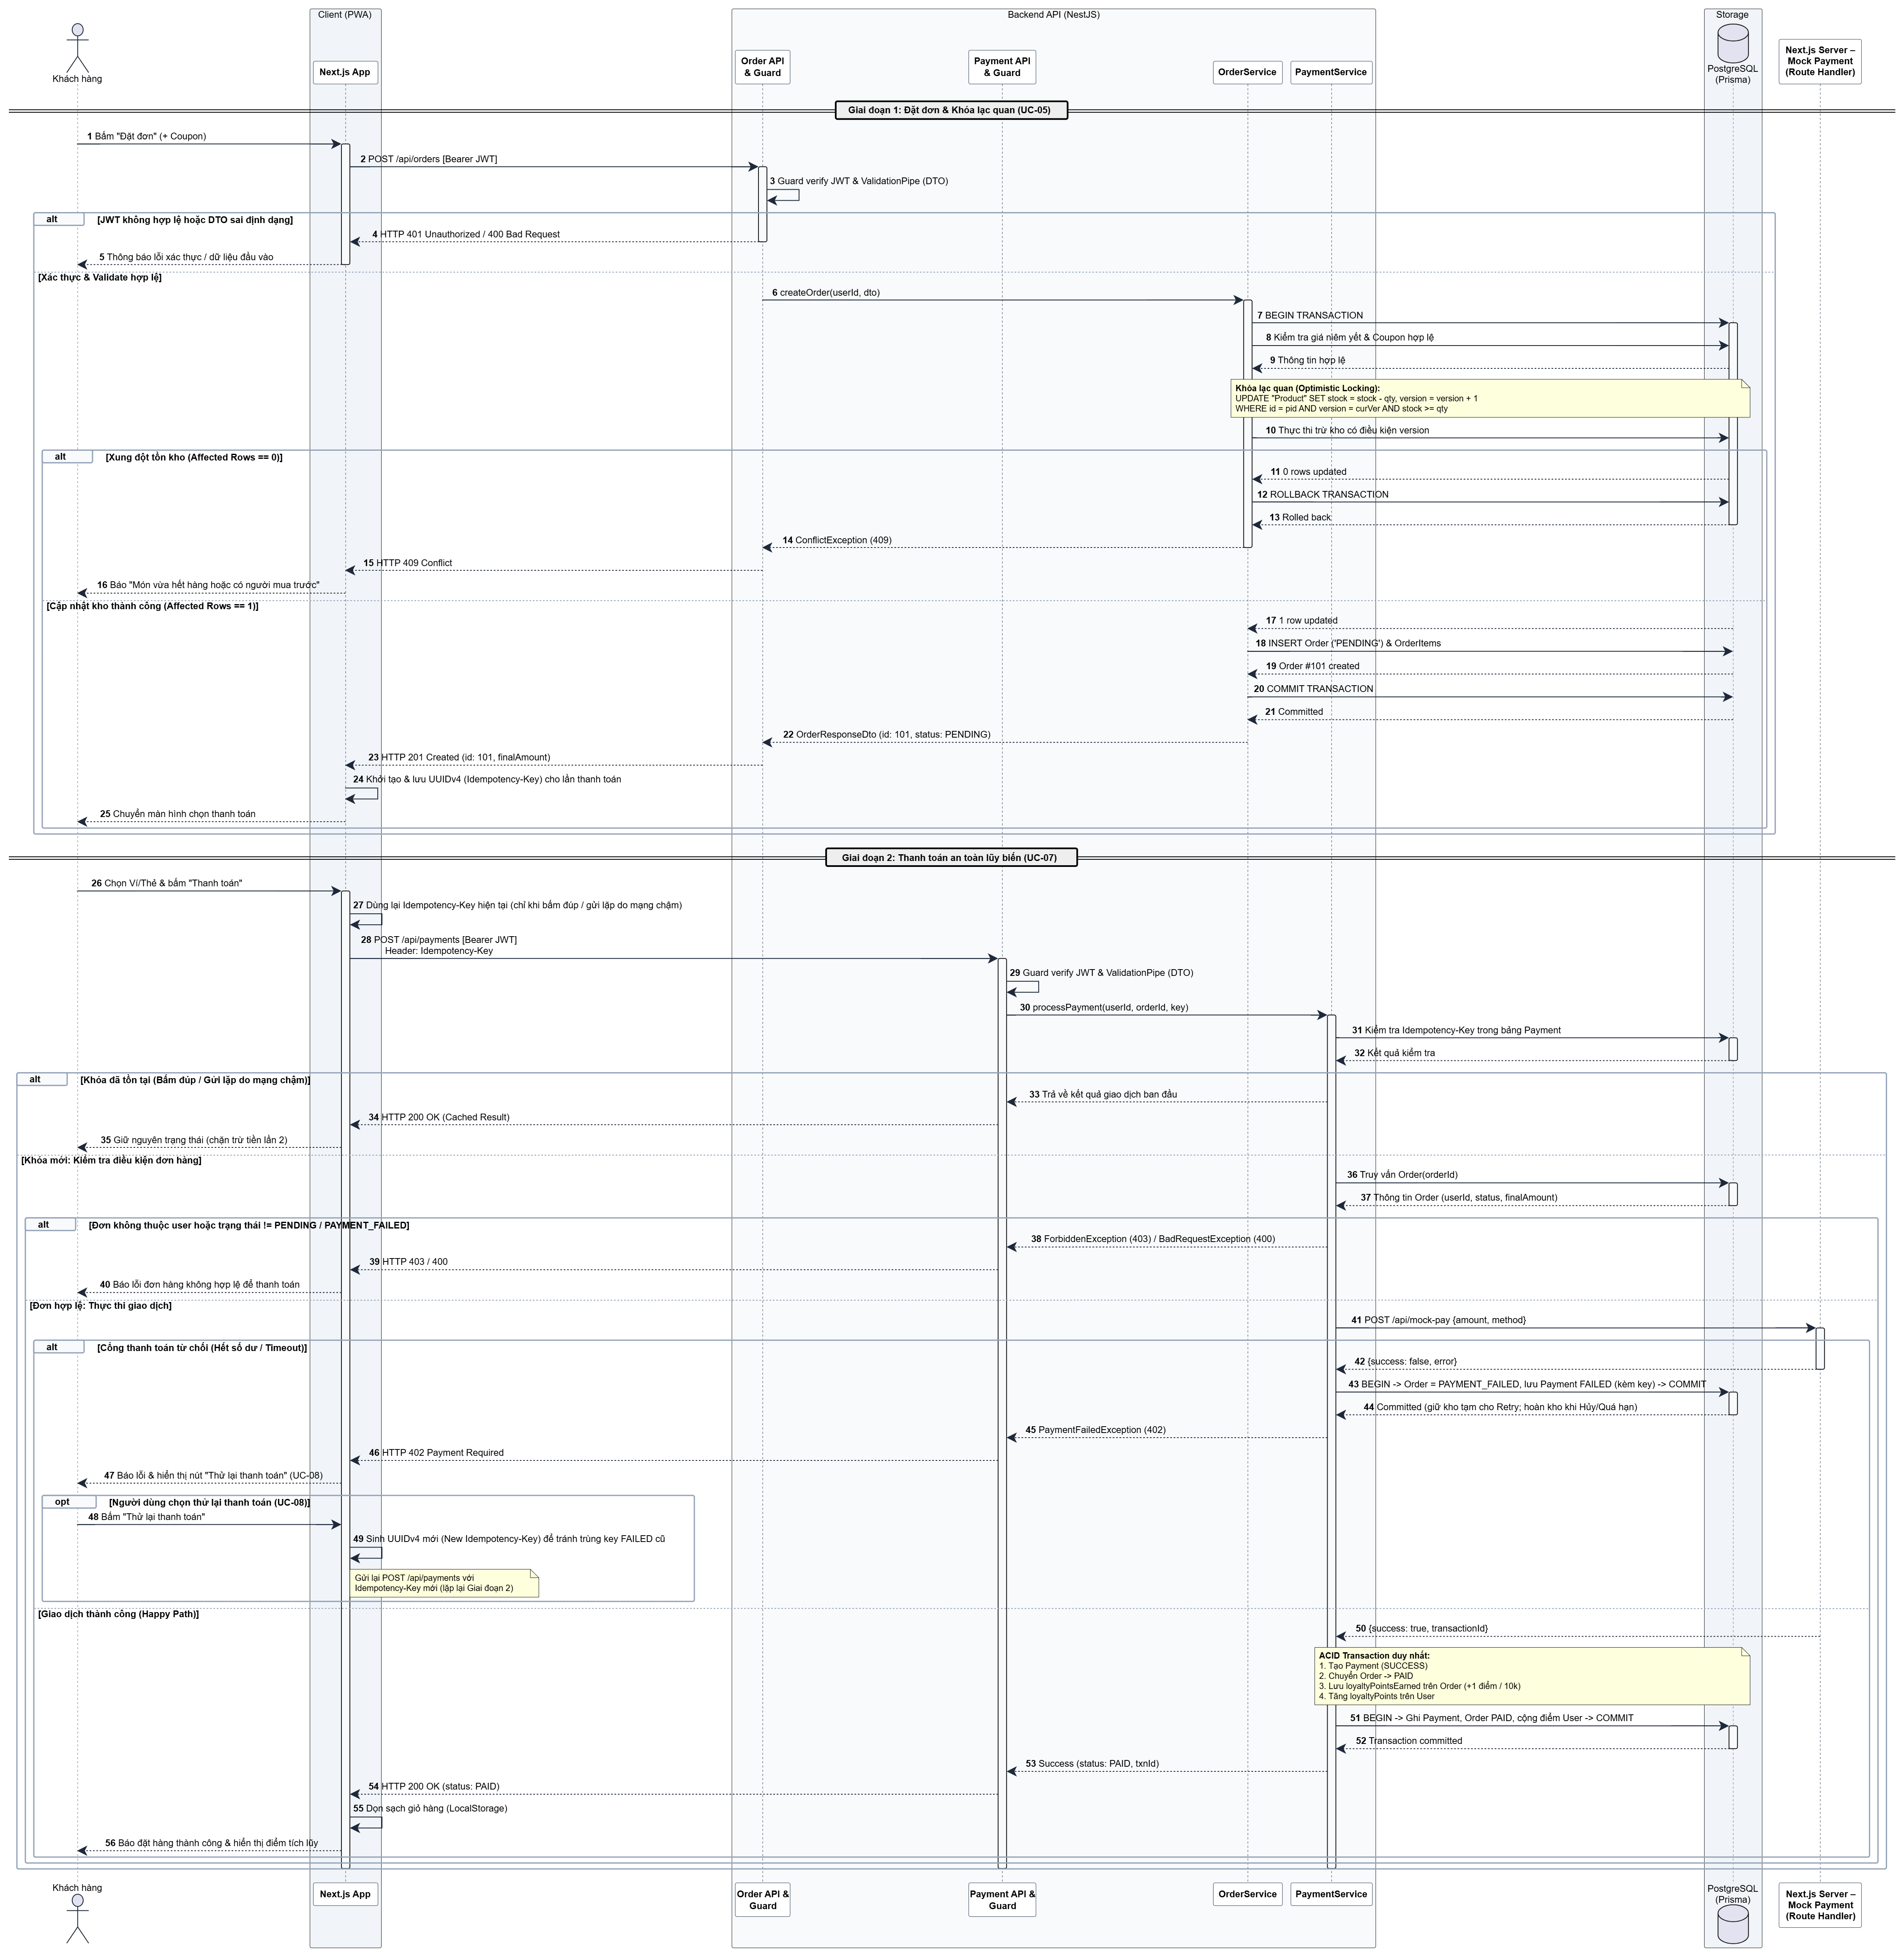 Client (PWA)
Backend API (NestJS)
Storage
Khách hàng
Next.js App
Order API
& Guard
Payment API
& Guard
OrderService
PaymentService
PostgreSQL
(Prisma)
Next.js Server –
Mock Payment
(Route Handler)
Giai đoạn 1: Đặt đơn & Khóa lạc quan (UC-05)
1 Bấm "Đặt đơn" (+ Coupon)
2 POST /api/orders [Bearer JWT]
3 Guard verify JWT & ValidationPipe (DTO)
alt [JWT không hợp lệ hoặc DTO sai định dạng]
4 HTTP 401 Unauthorized / 400 Bad Request
5 Thông báo lỗi xác thực / dữ liệu đầu vào
[Xác thực & Validate hợp lệ]
6 createOrder(userId, dto)
7 BEGIN TRANSACTION
8 Kiểm tra giá niêm yết & Coupon hợp lệ
9 Thông tin hợp lệ
Khóa lạc quan (Optimistic Locking):
UPDATE "Product" SET stock = stock - qty, version = version + 1
WHERE id = pid AND version = curVer AND stock >= qty
10 Thực thi trừ kho có điều kiện version
alt [Xung đột tồn kho (Affected Rows == 0)]
11 0 rows updated
12 ROLLBACK TRANSACTION
13 Rolled back
14 ConflictException (409)
15 HTTP 409 Conflict
16 Báo "Món vừa hết hàng hoặc có người mua trước"
[Cập nhật kho thành công (Affected Rows == 1)]
17 1 row updated
18 INSERT Order ('PENDING') & OrderItems
19 Order #101 created
20 COMMIT TRANSACTION
21 Committed
22 OrderResponseDto (id: 101, status: PENDING)
23 HTTP 201 Created (id: 101, finalAmount)
24 Khởi tạo & lưu UUIDv4 (Idempotency-Key) cho lần thanh toán
25 Chuyển màn hình chọn thanh toán
Giai đoạn 2: Thanh toán an toàn lũy biến (UC-07)
26 Chọn Ví/Thẻ & bấm "Thanh toán"
27 Dùng lại Idempotency-Key hiện tại (chỉ khi bấm đúp / gửi lặp do mạng chậm)
28 POST /api/payments [Bearer JWT]
Header: Idempotency-Key
29 Guard verify JWT & ValidationPipe (DTO)
30 processPayment(userId, orderId, key)
31 Kiểm tra Idempotency-Key trong bảng Payment
32 Kết quả kiểm tra
alt [Khóa đã tồn tại (Bấm đúp / Gửi lặp do mạng chậm)]
33 Trả về kết quả giao dịch ban đầu
34 HTTP 200 OK (Cached Result)
35 Giữ nguyên trạng thái (chặn trừ tiền lần 2)
[Khóa mới: Kiểm tra điều kiện đơn hàng]
36 Truy vấn Order(orderId)
37 Thông tin Order (userId, status, finalAmount)
alt [Đơn không thuộc user hoặc trạng thái != PENDING / PAYMENT_FAILED]
38 ForbiddenException (403) / BadRequestException (400)
39 HTTP 403 / 400
40 Báo lỗi đơn hàng không hợp lệ để thanh toán
[Đơn hợp lệ: Thực thi giao dịch]
41 POST /api/mock-pay {amount, method}
alt [Cổng thanh toán từ chối (Hết số dư / Timeout)]
42 {success: false, error}
43 BEGIN -> Order = PAYMENT_FAILED, lưu Payment FAILED (kèm key) -> COMMIT
44 Committed (giữ kho tạm cho Retry; hoàn kho khi Hủy/Quá hạn)
45 PaymentFailedException (402)
46 HTTP 402 Payment Required
47 Báo lỗi & hiển thị nút "Thử lại thanh toán" (UC-08)
opt [Người dùng chọn thử lại thanh toán (UC-08)]
48 Bấm "Thử lại thanh toán"
49 Sinh UUIDv4 mới (New Idempotency-Key) để tránh trùng key FAILED cũ
Gửi lại POST /api/payments với
Idempotency-Key mới (lặp lại Giai đoạn 2)
[Giao dịch thành công (Happy Path)]
50 {success: true, transactionId}
ACID Transaction duy nhất:
1. Tạo Payment (SUCCESS)
2. Chuyển Order -> PAID
3. Lưu loyaltyPointsEarned trên Order (+1 điểm / 10k)
4. Tăng loyaltyPoints trên User
51 BEGIN -> Ghi Payment, Order PAID, cộng điểm User -> COMMIT
52 Transaction committed
53 Success (status: PAID, txnId)
54 HTTP 200 OK (status: PAID)
55 Dọn sạch giỏ hàng (LocalStorage)
56 Báo đặt hàng thành công & hiển thị điểm tích lũy
Khách hàng
Next.js App
Order API &
Guard
Payment API &
Guard
OrderService
PaymentService
PostgreSQL
(Prisma)
Next.js Server –
Mock Payment
(Route Handler)